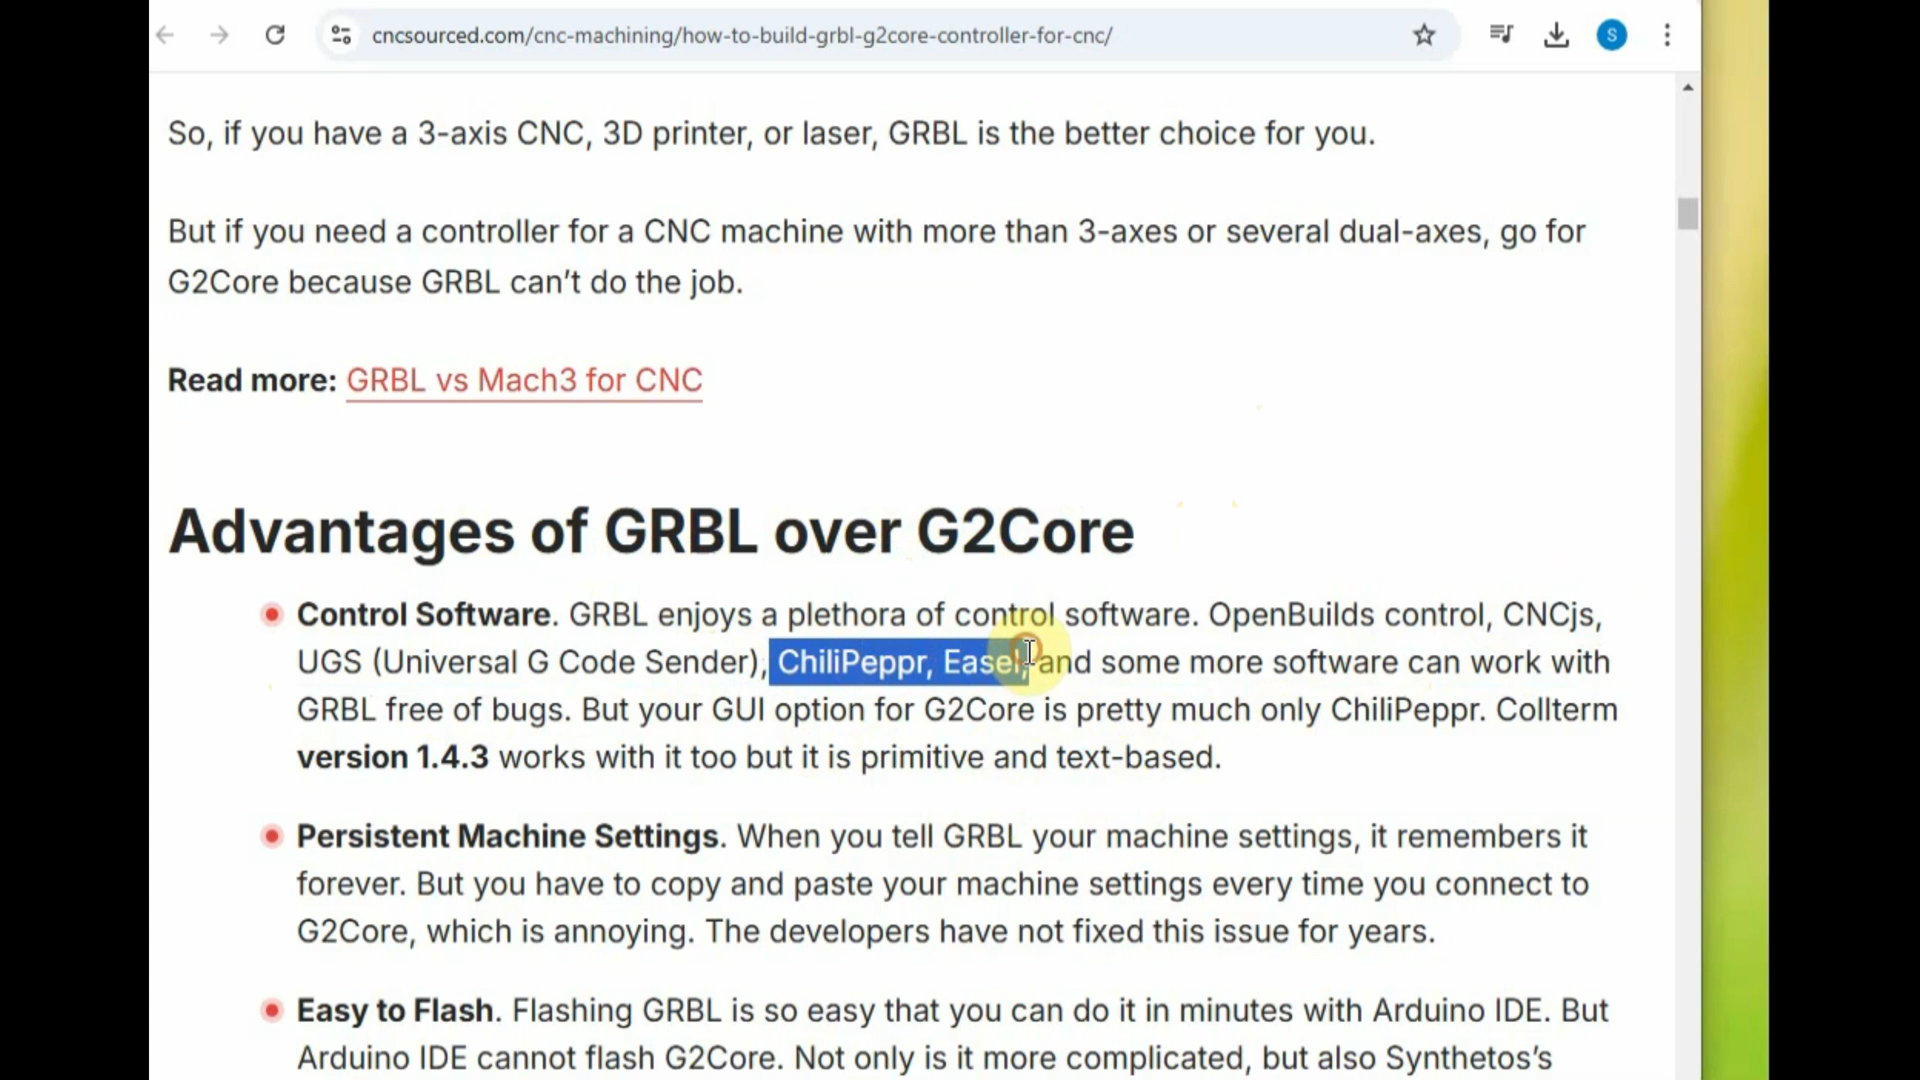 cncsourced.com/cnc-machining/how-to-build-grbl-g2core-controller-for-cnc/
S
So, if you have a 3-axis CNC, 3D printer, or laser, GRBL is the better choice for you.
But if you need a controller for a CNC machine with more than 3-axes or several dual-axes, go for
G2Core because GRBL can’t do the job.
Read more: GRBL vs Mach3 for CNC
Advantages of GRBL over G2Core
Control Software. GRBL enjoys a plethora of control software. OpenBuilds control, CNCjs,
UGS (Universal G Code Sender), ChiliPeppr, Easel, and some more software can work with
GRBL free of bugs. But your GUI option for G2Core is pretty much only ChiliPeppr. Collterm
version 1.4.3 works with it too but it is primitive and text-based.
Persistent Machine Settings. When you tell GRBL your machine settings, it remembers it
forever. But you have to copy and paste your machine settings every time you connect to
G2Core, which is annoying. The developers have not fixed this issue for years.
Easy to Flash. Flashing GRBL is so easy that you can do it in minutes with Arduino IDE. But
Arduino IDE cannot flash G2Core. Not only is it more complicated, but also Synthetos’s